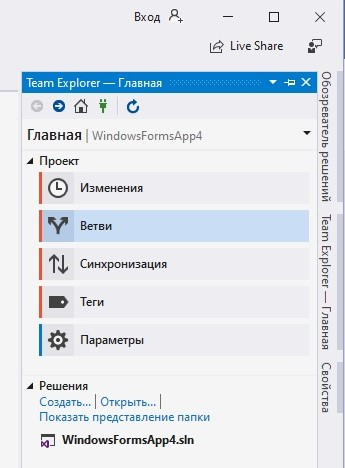 Вход
Live Share
Team Explorer — Главная
Главная | WindowsFormsApp4
Проект
Изменения
Ветви
Синхронизация
Теги
Параметры
Решения
Создать... | Открыть... |
Показать представление папки
WindowsFormsApp4.sln
Обозреватель решений
Team Explorer — Главная
Свойства